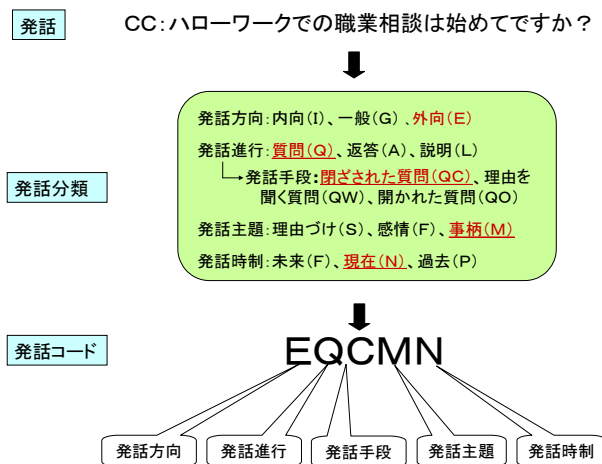 発話
CC:ハローワークでの職業相談は始めてですか?
発話分類
発話方向:内向(I)、一般(G)、外向(E)
発話進行:質問(Q)、返答(A)、説明(L)
発話手段:閉ざされた質問(QC)、理由を
聞く質問(QW)、開かれた質問(QO)
発話主題:理由づけ(S)、感情(F)、事柄(M)
発話時制:未来(F)、現在(N)、過去(P)
発話コード
EQCMN
発話方向
発話進行
発話手段
発話主題
発話時制